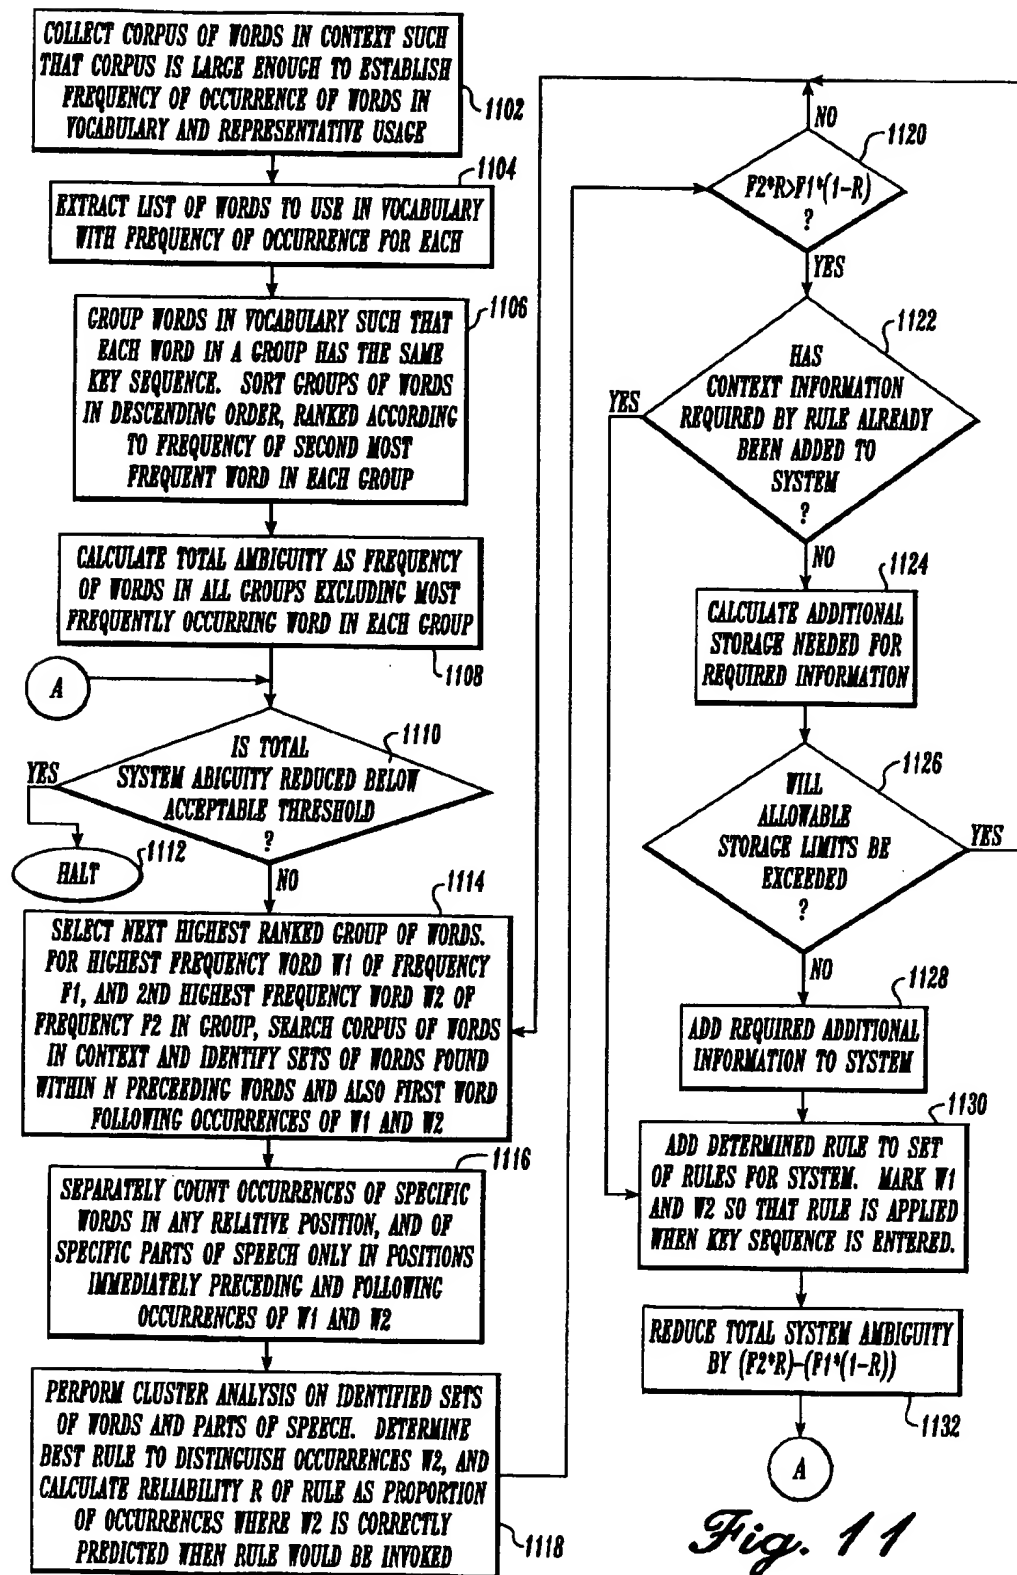 COLLECT CORPUS OF WORDS IN CONTEXT SUCH
THAT CORPUS IS LARGE ENOUGH TO ESTABLISH
FREQUENCY OF OCCURRENCE OF WORDS IN
VOCABULARY AND REPRESENTATIVE USAGE
1102
1104
EXTRACT LIST OF WORDS TO USE IN VOCABULARY
WITH FREQUENCY OF OCCURRENCE FOR EACH
1106
GROUP WORDS IN VOCABULARY SUCH THAT
EACH WORD IN A GROUP HAS THE SAME
KEY SEQUENCE. SORT GROUPS OF WORDS
IN DESCENDING ORDER, RANKED ACCORDING
TO FREQUENCY OF SECOND MOST
FREQUENT WORD IN EACH GROUP
CALCULATE TOTAL AMBIGUITY AS FREQUENCY
OF WORDS IN ALL GROUPS EXCLUDING MOST
FREQUENTLY OCCURRING WORD IN EACH GROUP
1108
A
1110
IS TOTAL
SYSTEM ABIGUITY REDUCED BELOW
ACCEPTABLE THRESHOLD
?
YES
1112
HALT
NO
1114
SELECT NEXT HIGHEST RANKED GROUP OF WORDS.
FOR HIGHEST FREQUENCY WORD W1 OF FREQUENCY
F1, AND 2ND HIGHEST FREQUENCY WORD W2 OF
FREQUENCY F2 IN GROUP, SEARCH CORPUS OF WORDS
IN CONTEXT AND IDENTIFY SETS OF WORDS FOUND
WITHIN N PRECEEDING WORDS AND ALSO FIRST WORD
FOLLOWING OCCURRENCES OF W1 AND W2
1116
SEPARATELY COUNT OCCURRENCES OF SPECIFIC
WORDS IN ANY RELATIVE POSITION, AND OF
SPECIFIC PARTS OF SPEECH ONLY IN POSITIONS
IMMEDIATELY PRECEDING AND FOLLOWING
OCCURRENCES OF W1 AND W2
PERFORM CLUSTER ANALYSIS ON IDENTIFIED SETS
OF WORDS AND PARTS OF SPEECH. DETERMINE
BEST RULE TO DISTINGUISH OCCURRENCES W2, AND
CALCULATE RELIABILITY R OF RULE AS PROPORTION
OF OCCURRENCES WHERE W2 IS CORRECTLY
PREDICTED WHEN RULE WOULD BE INVOKED
1118
NO
1120
F2*R>F1*(1-R)
?
YES
1122
HAS
CONTEXT INFORMATION
REQUIRED BY RULE ALREADY
BEEN ADDED TO
SYSTEM
?
YES
NO
1124
CALCULATE ADDITIONAL
STORAGE NEEDED FOR
REQUIRED INFORMATION
1126
WILL
ALLOWABLE
STORAGE LIMITS BE
EXCEEDED
?
YES
NO
1128
ADD REQUIRED ADDITIONAL
INFORMATION TO SYSTEM
1130
ADD DETERMINED RULE TO SET
OF RULES FOR SYSTEM. MARK W1
AND W2 SO THAT RULE IS APPLIED
WHEN KEY SEQUENCE IS ENTERED.
REDUCE TOTAL SYSTEM AMBIGUITY
BY (F2*R)-(F1*(1-R))
1132
A
Fig. 11